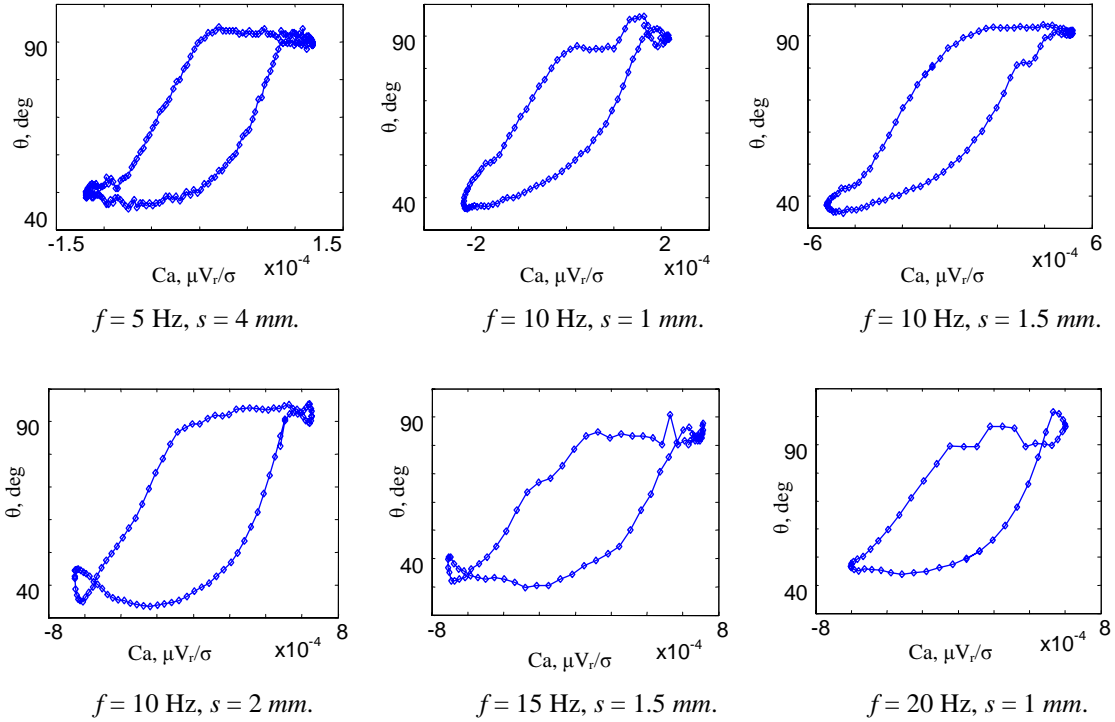 90
θ, deg
40
-1.5 1.5
x10⁻⁴
Ca, μVᵣ/σ
f = 5 Hz, s = 4 mm.
90
θ, deg
40
-2 2
x10⁻⁴
Ca, μVᵣ/σ
f = 10 Hz, s = 1 mm.
90
θ, deg
40
-6 6
x10⁻⁴
Ca, μVᵣ/σ
f = 10 Hz, s = 1.5 mm.
90
θ, deg
40
-8 8
x10⁻⁴
Ca, μVᵣ/σ
f = 10 Hz, s = 2 mm.
90
θ, deg
40
-8 8
x10⁻⁴
Ca, μVᵣ/σ
f = 15 Hz, s = 1.5 mm.
90
θ, deg
40
-8 8
x10⁻⁴
Ca, μVᵣ/σ
f = 20 Hz, s = 1 mm.